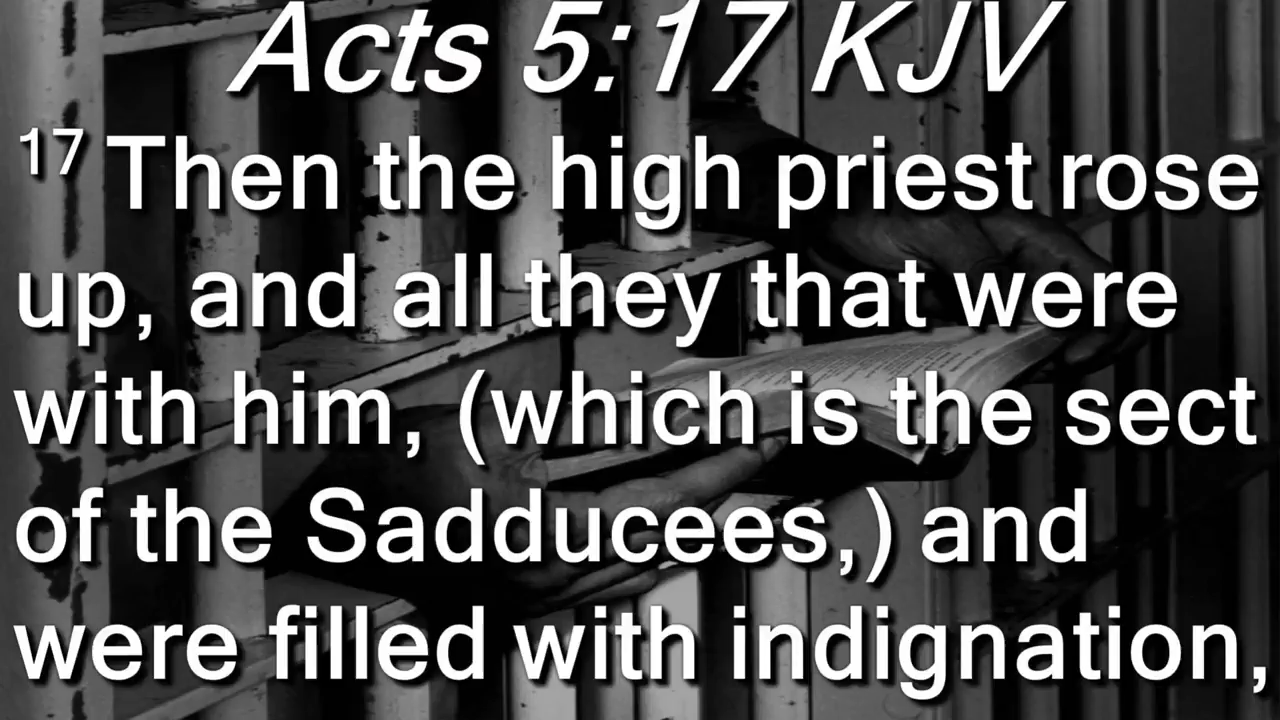 Acts 5:17 KJV
17 Then the high priest rose
up, and all they that were
with him, (which is the sect
of the Sadducees,) and
were filled with indignation,